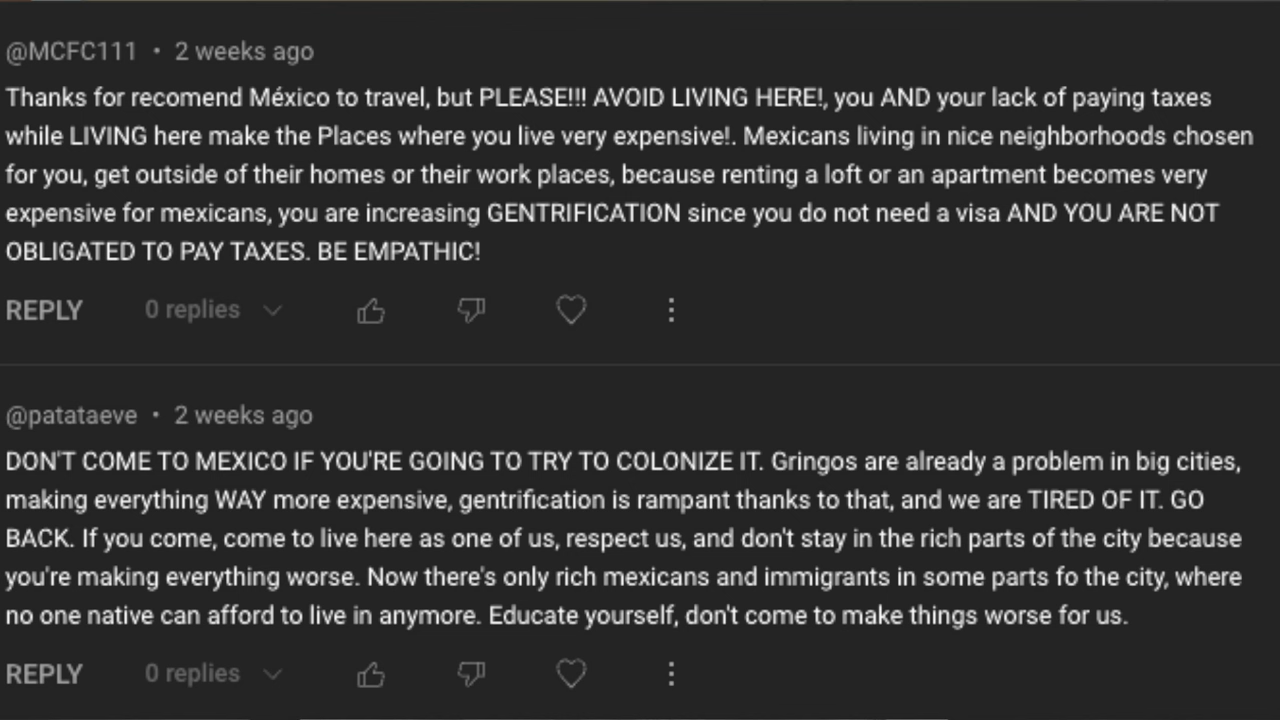 @MCFC111 • 2 weeks ago
Thanks for recomend México to travel, but PLEASE!!! AVOID LIVING HERE!, you AND your lack of paying taxes
while LIVING here make the Places where you live very expensive!. Mexicans living in nice neighborhoods chosen
for you, get outside of their homes or their work places, because renting a loft or an apartment becomes very
expensive for mexicans, you are increasing GENTRIFICATION since you do not need a visa AND YOU ARE NOT
OBLIGATED TO PAY TAXES. BE EMPATHIC!
REPLY 0 replies
@patataeve • 2 weeks ago
DON'T COME TO MEXICO IF YOU'RE GOING TO TRY TO COLONIZE IT. Gringos are already a problem in big cities,
making everything WAY more expensive, gentrification is rampant thanks to that, and we are TIRED OF IT. GO
BACK. If you come, come to live here as one of us, respect us, and don't stay in the rich parts of the city because
you're making everything worse. Now there's only rich mexicans and immigrants in some parts fo the city, where
no one native can afford to live in anymore. Educate yourself, don't come to make things worse for us.
REPLY 0 replies